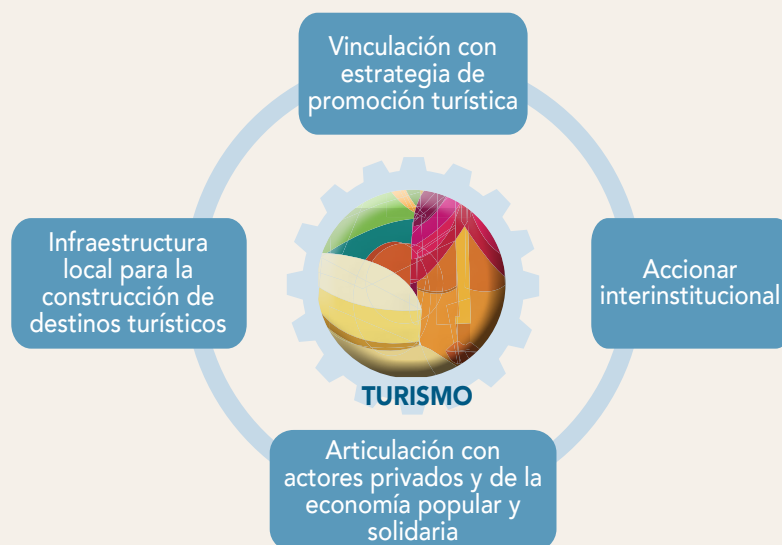 Vinculación con
estrategia de
promoción turística
Infraestructura
local para la
construcción de
destinos turísticos
Accionar
interinstitucional
TURISMO
Articulación con
actores privados y de la
economía popular y
solidaria